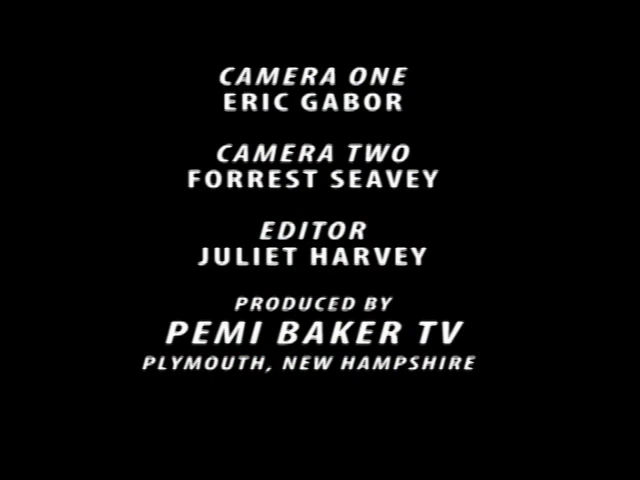 CAMERA ONE
ERIC GABOR
CAMERA TWO
FORREST SEAVEY
EDITOR
JULIET HARVEY
PRODUCED BY
PEMI BAKER TV
PLYMOUTH, NEW HAMPSHIRE